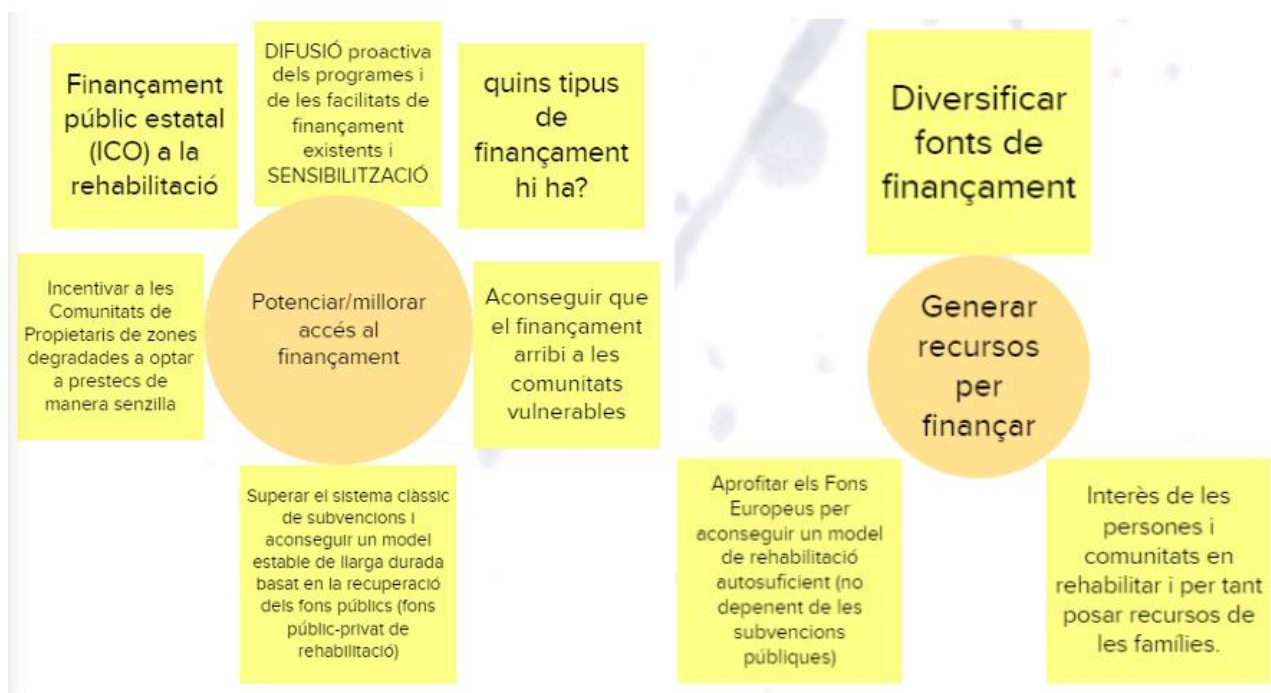 Finançament
públic estatal
(ICO) a la
rehabilitació
DIFUSIÓ proactiva
dels programes i
de les facilitats de
finançament
existents i
SENSIBILITZACIÓ
quins tipus
de
finançament
hi ha?
Incentivar a les
Comunitats de
Propietaris de zones
degradades a optar
a prestecs de
manera senzilla
Potenciar/millorar
accés al
finançament
Aconseguir que
el finançament
arribi a les
comunitats
vulnerables
Superar el sistema clàssic
de subvencions i
aconseguir un model
estable de llarga durada
basat en la recuperació
dels fons públics (fons
públic-privat de
rehabilitació)
Diversificar
fonts de
finançament
Generar
recursos
per
finançar
Aprofitar els Fons
Europeus per
aconseguir un model
de rehabilitació
autosuficient (no
depenent de les
subvencions
públiques)
Interès de les
persones i
comunitats en
rehabilitar i per tant
posar recursos de
les famílies.